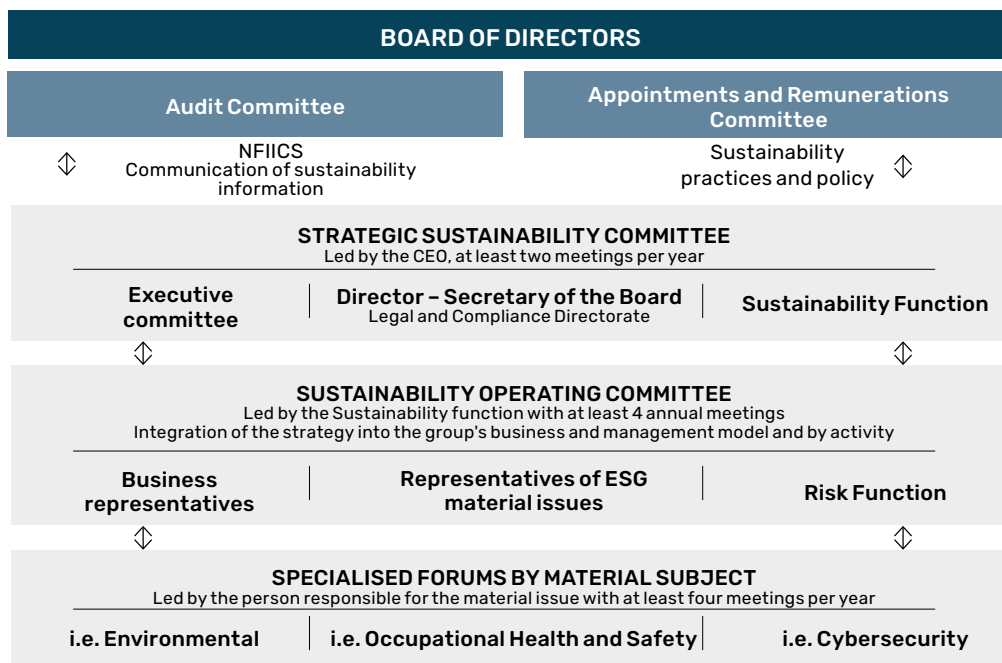 BOARD OF DIRECTORS
Audit Committee
Appointments and Remunerations
Committee
NFIICS
Communication of sustainability
information
Sustainability
practices and policy
STRATEGIC SUSTAINABILITY COMMITTEE
Led by the CEO, at least two meetings per year
Executive
committee
Director – Secretary of the Board
Legal and Compliance Directorate
Sustainability Function
SUSTAINABILITY OPERATING COMMITTEE
Led by the Sustainability function with at least 4 annual meetings
Integration of the strategy into the group's business and management model and by activity
Business
representatives
Representatives of ESG
material issues
Risk Function
SPECIALISED FORUMS BY MATERIAL SUBJECT
Led by the person responsible for the material issue with at least four meetings per year
i.e. Environmental
i.e. Occupational Health and Safety
i.e. Cybersecurity